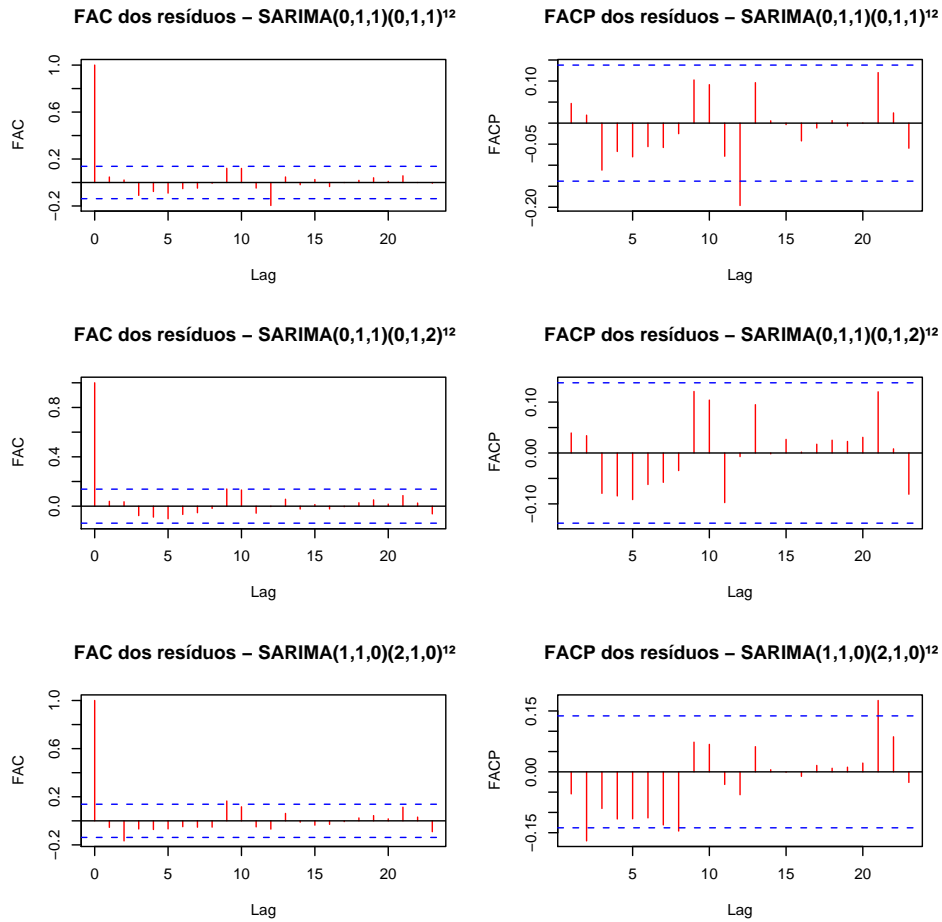 FAC dos resíduos – SARIMA(0,1,1)(0,1,1)¹²
FAC
1.0
0.6
0.2
−0.2
0 5 10 15 20
Lag
FACP dos resíduos – SARIMA(0,1,1)(0,1,1)¹²
FACP
0.10
−0.05
−0.20
5 10 15 20
Lag
FAC dos resíduos – SARIMA(0,1,1)(0,1,2)¹²
FAC
0.8
0.4
0.0
0 5 10 15 20
Lag
FACP dos resíduos – SARIMA(0,1,1)(0,1,2)¹²
FACP
0.10
0.00
−0.10
5 10 15 20
Lag
FAC dos resíduos – SARIMA(1,1,0)(2,1,0)¹²
FAC
1.0
0.6
0.2
−0.2
0 5 10 15 20
Lag
FACP dos resíduos – SARIMA(1,1,0)(2,1,0)¹²
FACP
0.15
0.00
−0.15
5 10 15 20
Lag